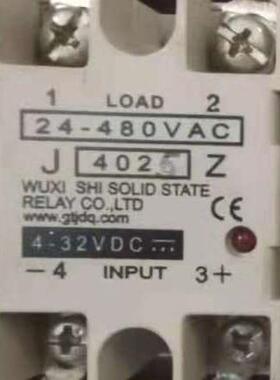 1 LOAD 2
24-480VAC
J 4025 Z
WUXI SHI SOLID STATE
RELAY CO.,LTD
www.gtjdq.com CE
4-32VDC ⎓
−4 INPUT 3+